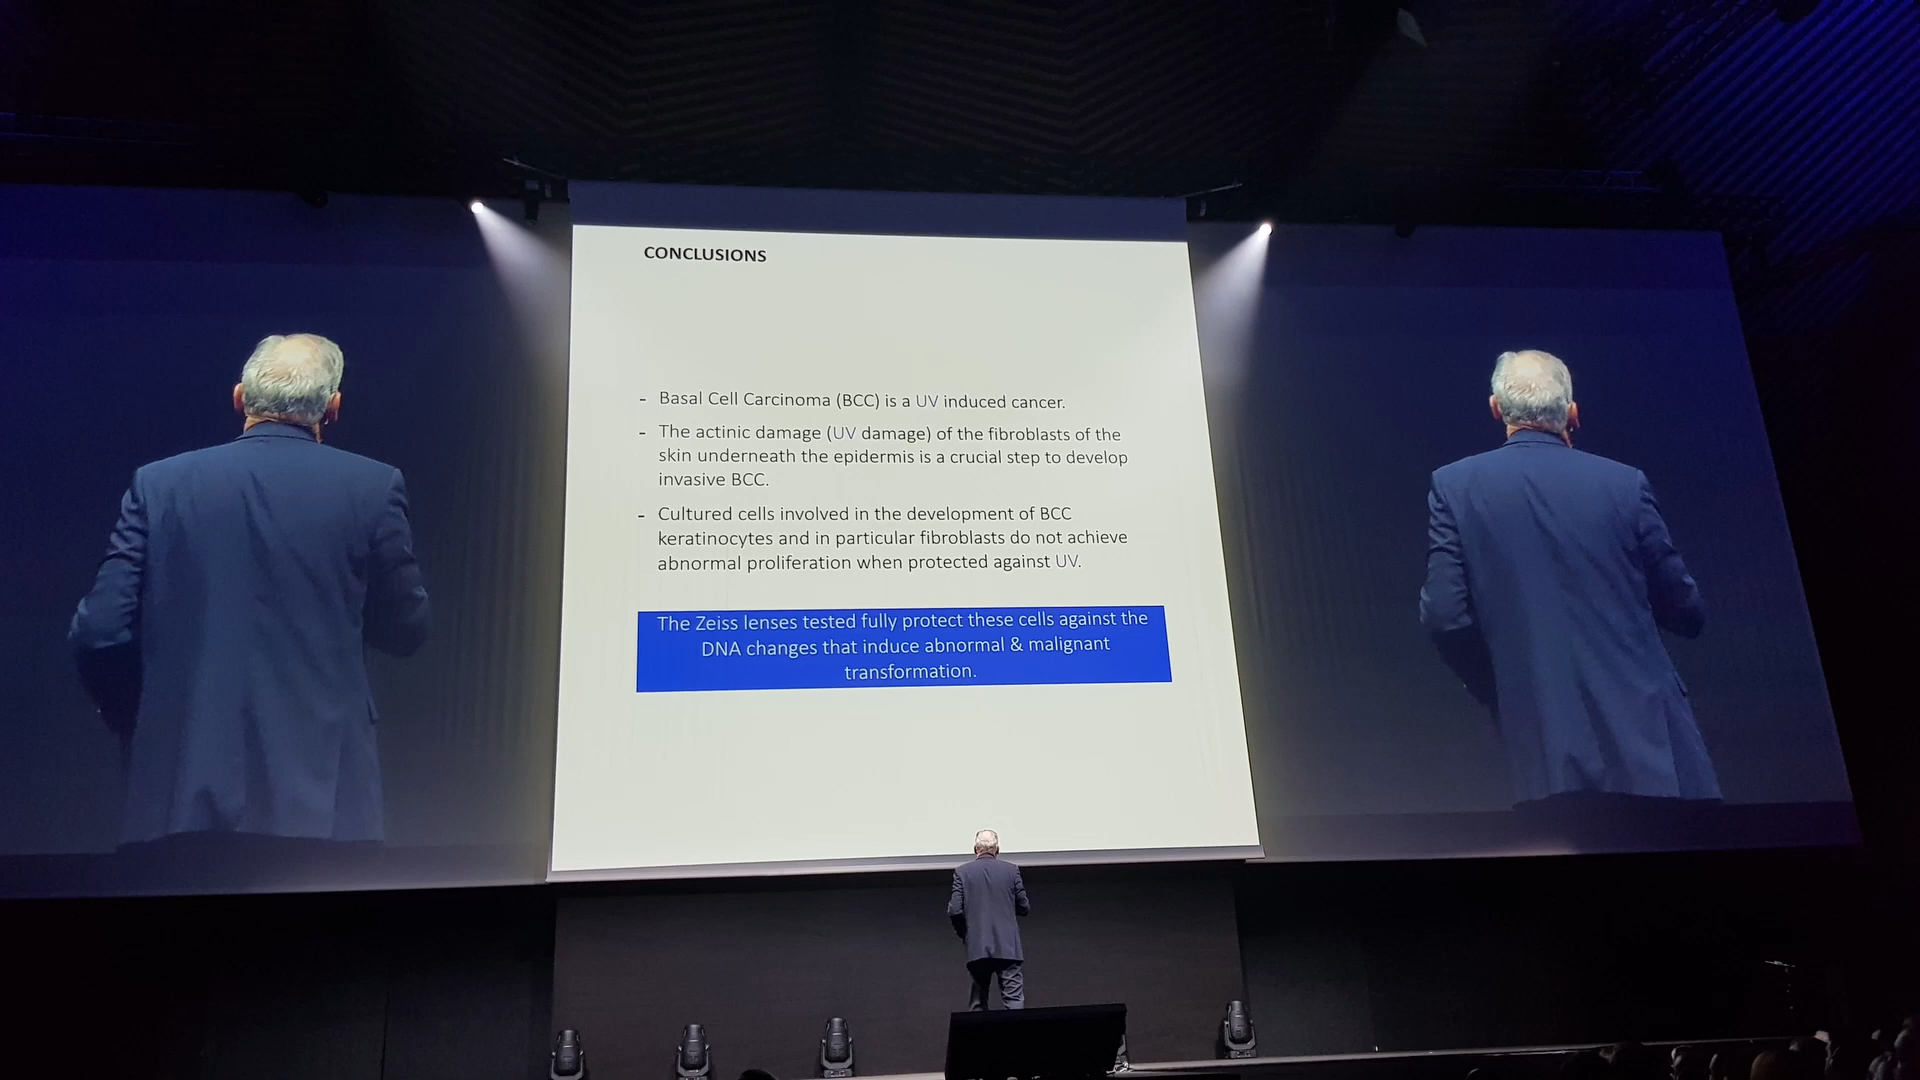 CONCLUSIONS
- Basal Cell Carcinoma (BCC) is a UV induced cancer.
- The actinic damage (UV damage) of the fibroblasts of the
skin underneath the epidermis is a crucial step to develop
invasive BCC.
- Cultured cells involved in the development of BCC
keratinocytes and in particular fibroblasts do not achieve
abnormal proliferation when protected against UV.
The Zeiss lenses tested fully protect these cells against the
DNA changes that induce abnormal & malignant
transformation.